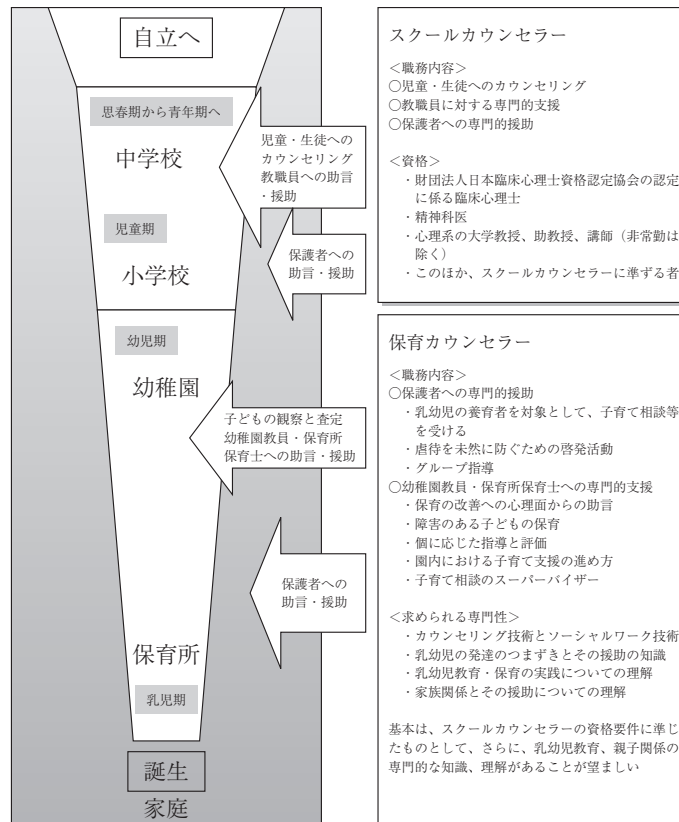 自立へ
思春期から青年期へ
中学校
児童期
小学校
幼児期
幼稚園
保育所
乳児期
誕生
家庭
児童・生徒への
カウンセリング
教職員への助言
・援助
保護者への
助言・援助
子どもの観察と査定
幼稚園教員・保育所
保育士への助言・援助
保護者への
助言・援助
スクールカウンセラー
＜職務内容＞
○児童・生徒へのカウンセリング
○教職員に対する専門的支援
○保護者への専門的援助
＜資格＞
・財団法人日本臨床心理士資格認定協会の認定
に係る臨床心理士
・精神科医
・心理系の大学教授、助教授、講師（非常勤は
除く）
・このほか、スクールカウンセラーに準ずる者
保育カウンセラー
＜職務内容＞
○保護者への専門的援助
・乳幼児の養育者を対象として、子育て相談等
を受ける
・虐待を未然に防ぐための啓発活動
・グループ指導
○幼稚園教員・保育所保育士への専門的支援
・保育の改善への心理面からの助言
・障害のある子どもの保育
・個に応じた指導と評価
・園内における子育て支援の進め方
・子育て相談のスーパーバイザー
＜求められる専門性＞
・カウンセリング技術とソーシャルワーク技術
・乳幼児の発達のつまずきとその援助の知識
・乳幼児教育・保育の実践についての理解
・家族関係とその援助についての理解
基本は、スクールカウンセラーの資格要件に準じ
たものとして、さらに、乳幼児教育、親子関係の
専門的な知識、理解があることが望ましい